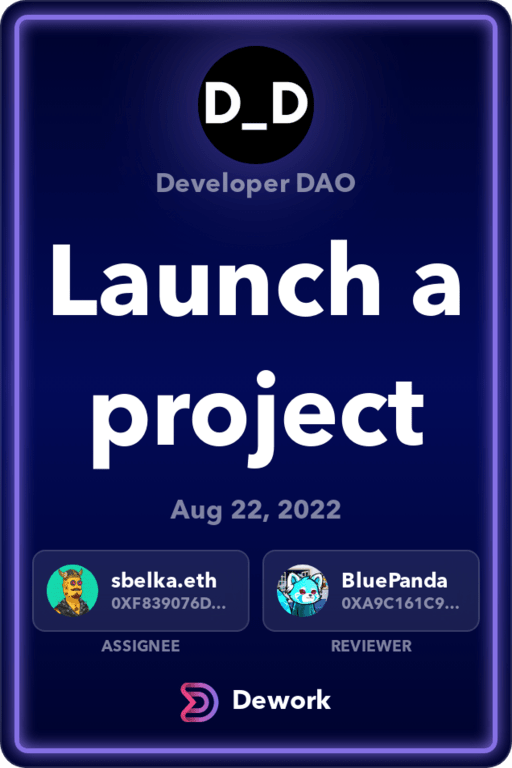 D_D
Developer DAO
Launch a
project
Aug 22, 2022
sbelka.eth
0XF839076D...
ASSIGNEE
BluePanda
0XA9C161C9...
REVIEWER
Dework